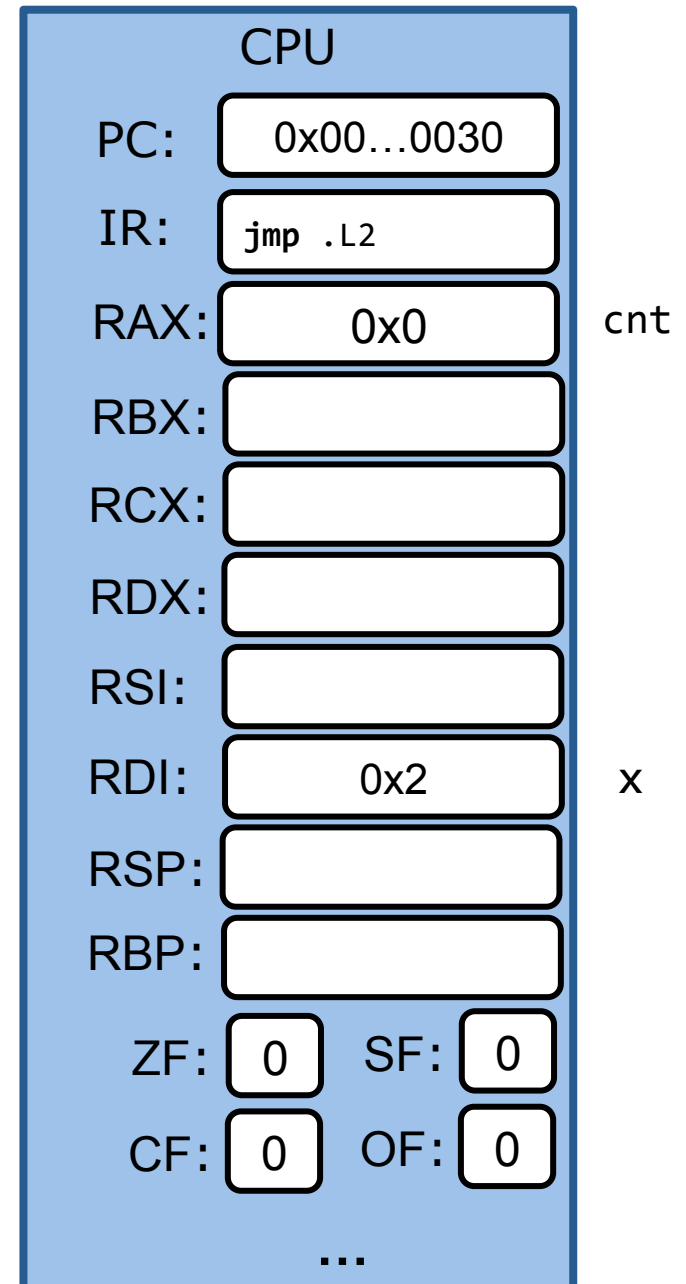 CPU
PC: 0x00...0030
IR: jmp .L2
RAX: 0x0 cnt
RBX:
RCX:
RDX:
RSI:
RDI: 0x2 x
RSP:
RBP:
ZF: 0 SF: 0
CF: 0 OF: 0
...